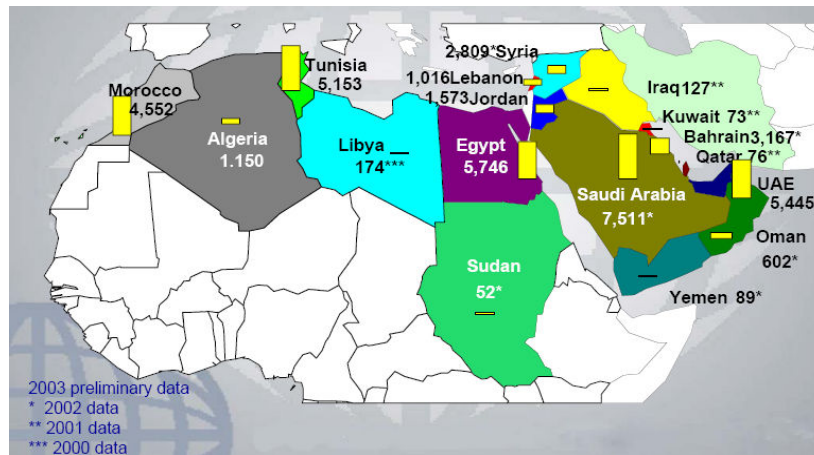 2,809*Syria
Tunisia
5,153
Morocco
4,552
1,016Lebanon
1,573Jordan
Iraq127**
Kuwait 73**
Bahrain3,167*
Qatar 76**
Algeria
1.150
Libya
174***
Egypt
5,746
Saudi Arabia
7,511*
UAE
5,445
Oman
602*
Sudan
52*
Yemen 89*
2003 preliminary data
* 2002 data
** 2001 data
*** 2000 data